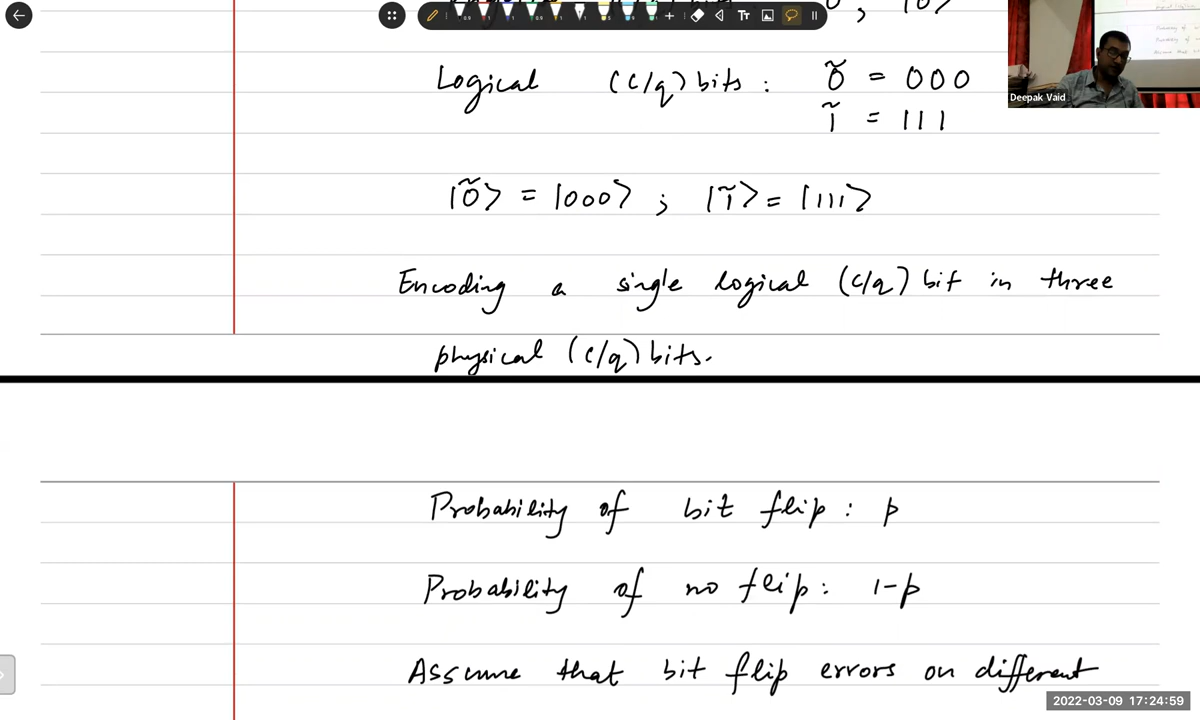 Logical (c/q) bits : 0̃ = 000
1̃ = 111
|0̃> = |000> ; |1̃> = |111>
Encoding a single logical (c/q) bit in three
physical (c/q) bits.
Probability of bit flip : p
Probability of no flip : 1-p
Assume that bit flip errors on different
Deepak Vaid
2022-03-09 17:24:59